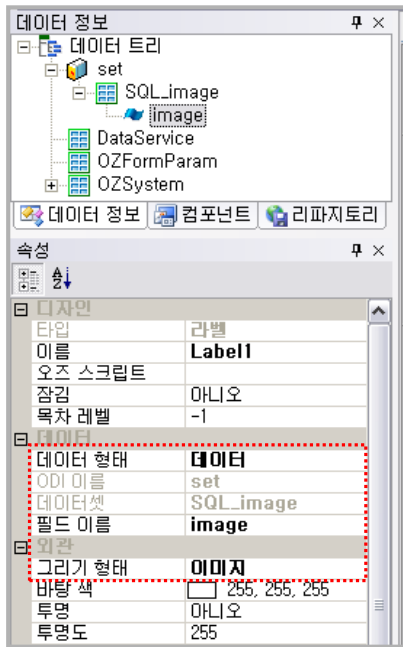 데이터 정보
데이터 트리
set
SQL_image
image
DataService
OZFormParam
OZSystem
데이터 정보 컴포넌트 리파지토리
속성
디자인
타입 라벨
이름 Label1
오즈 스크립트
잠김 아니오
목차 레벨 -1
데이터
데이터 형태 데이터
ODI 이름 set
데이터셋 SQL_image
필드 이름 image
외관
그리기 형태 이미지
바탕 색 255, 255, 255
투명 아니오
투명도 255